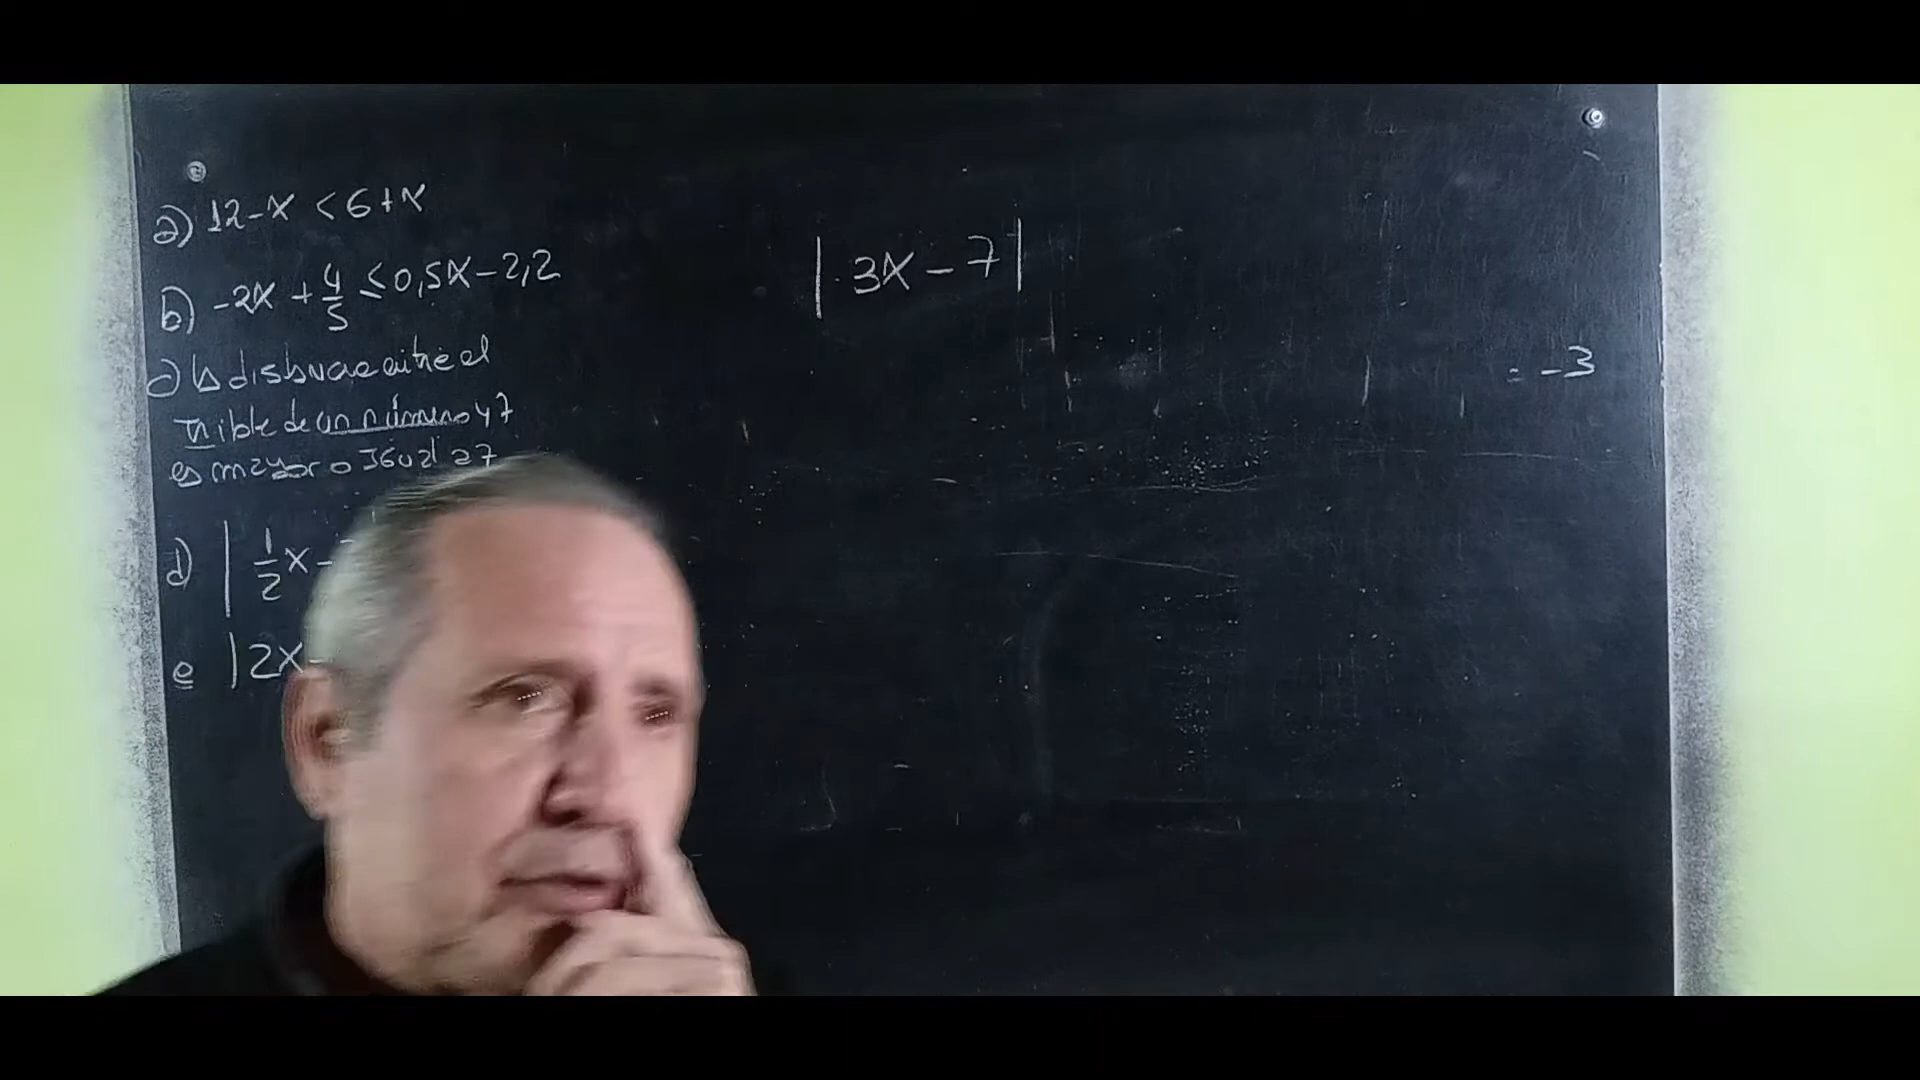 a) 12-x < 6+x
b) -2x + 4/5 ≤ 0,5x - 2,2
c) la distancia entre el
triple de un número y 7
es mayor o igual a 7
d) | 1/2 x -
e | 2x -
| 3x - 7 |
= -3